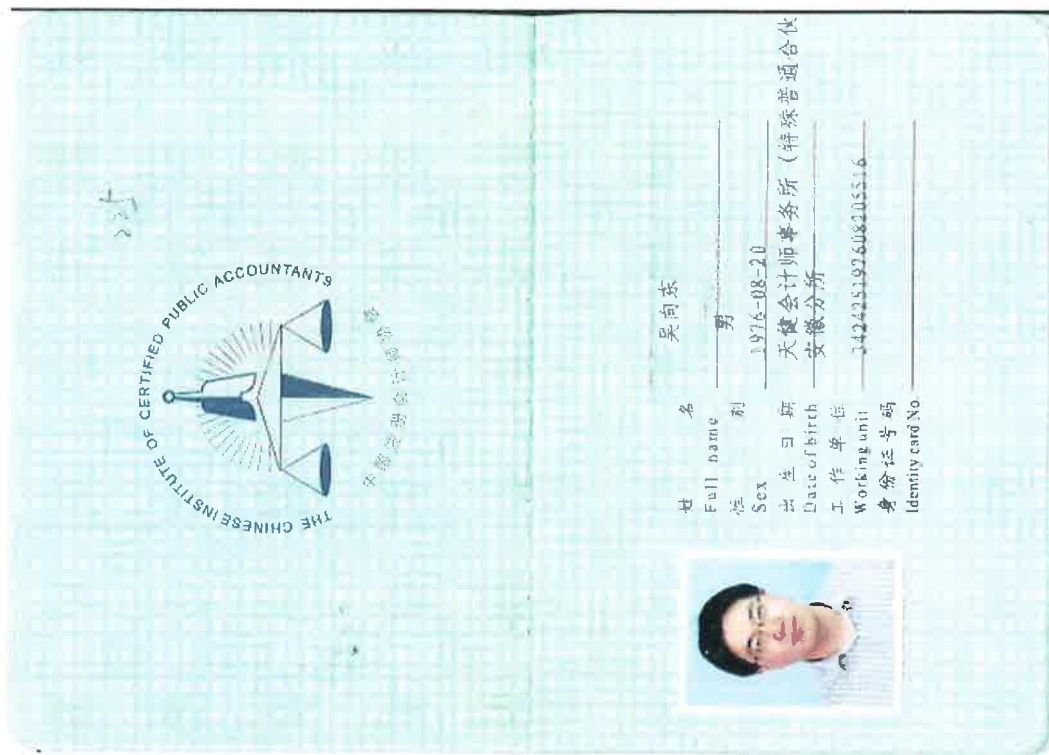 THE CHINESE INSTITUTE OF CERTIFIED PUBLIC ACCOUNTANTS
中国注册会计师协会
姓 名 吴向东
Full name
性 别 男
Sex
出生日期 1976-08-20
Date of birth
工作单位 天健会计师事务所（特殊普通合伙
安徽分所
Working unit
身份证号码 342425197608205516
Identity card No.